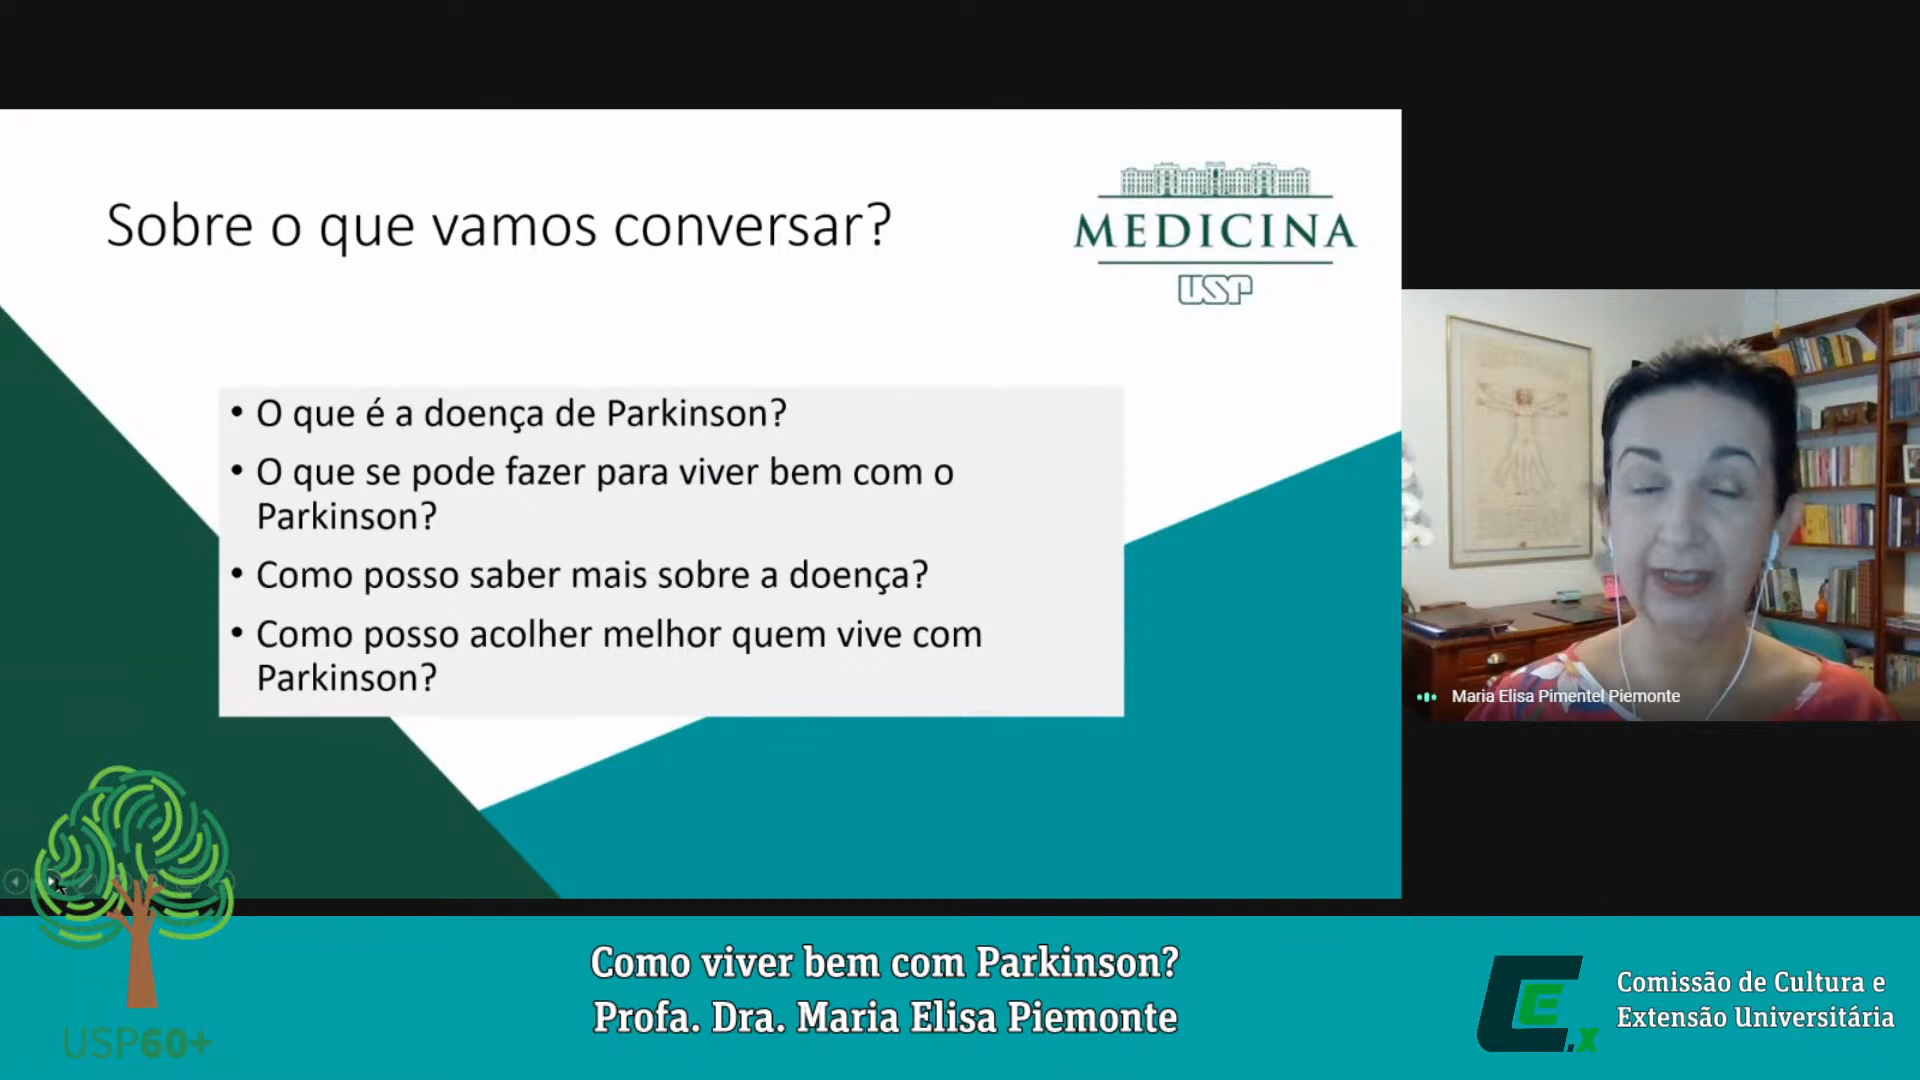 Sobre o que vamos conversar?
MEDICINA
USP
• O que é a doença de Parkinson?
• O que se pode fazer para viver bem com o
Parkinson?
• Como posso saber mais sobre a doença?
• Como posso acolher melhor quem vive com
Parkinson?
Maria Elisa Pimentel Piemonte
USP60+
Como viver bem com Parkinson?
Profa. Dra. Maria Elisa Piemonte
CEx
Comissão de Cultura e
Extensão Universitária